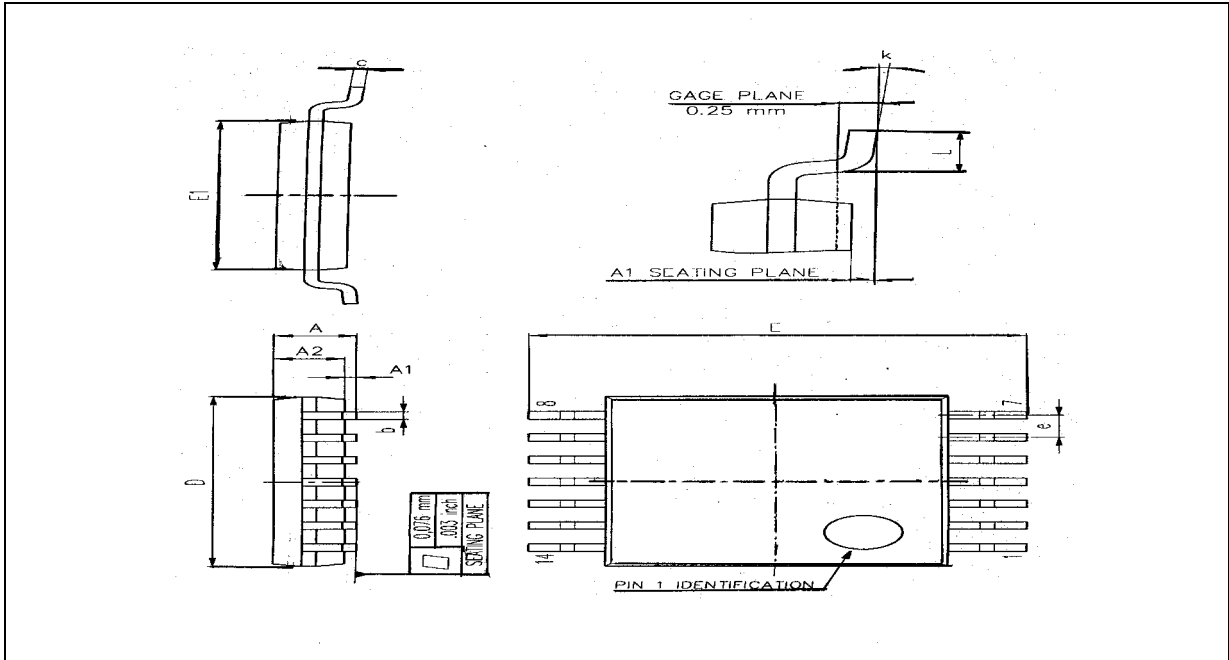 c
k
GAGE PLANE
0.25 mm
L
E1
A1 SEATING PLANE
A
A2
A1
b
D
0,076 mm
.003 inch
SEATING PLANE
E
8
7
e
14
1
PIN 1 IDENTIFICATION